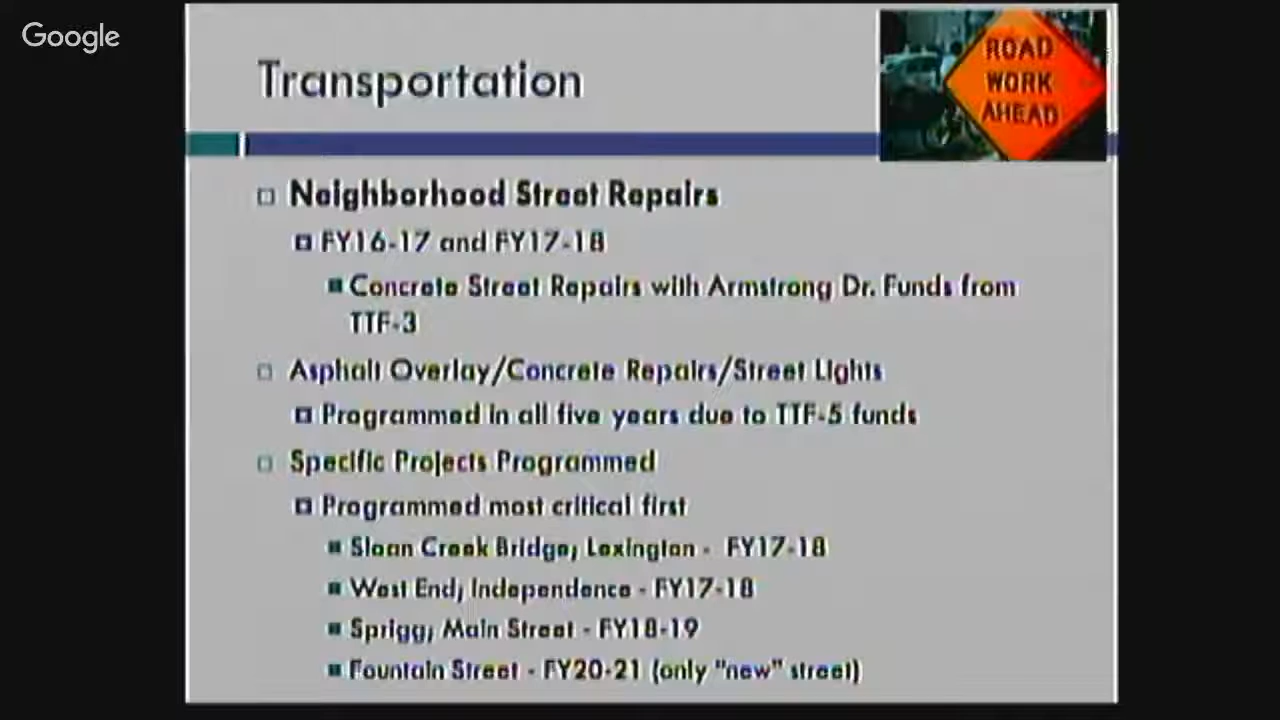 Google
Transportation
ROAD
WORK
AHEAD
Neighborhood Street Repairs
FY16-17 and FY17-18
Concrete Street Repairs with Armstrong Dr. Funds from
TTF-3
Asphalt Overlay/Concrete Repairs/Street Lights
Programmed in all five years due to TTF-5 funds
Specific Projects Programmed
Programmed most critical first
Sloan Creek Bridge; Lexington - FY17-18
West End; Independence - FY17-18
Sprigg; Main Street - FY18-19
Fountain Street - FY20-21 (only "new" street)